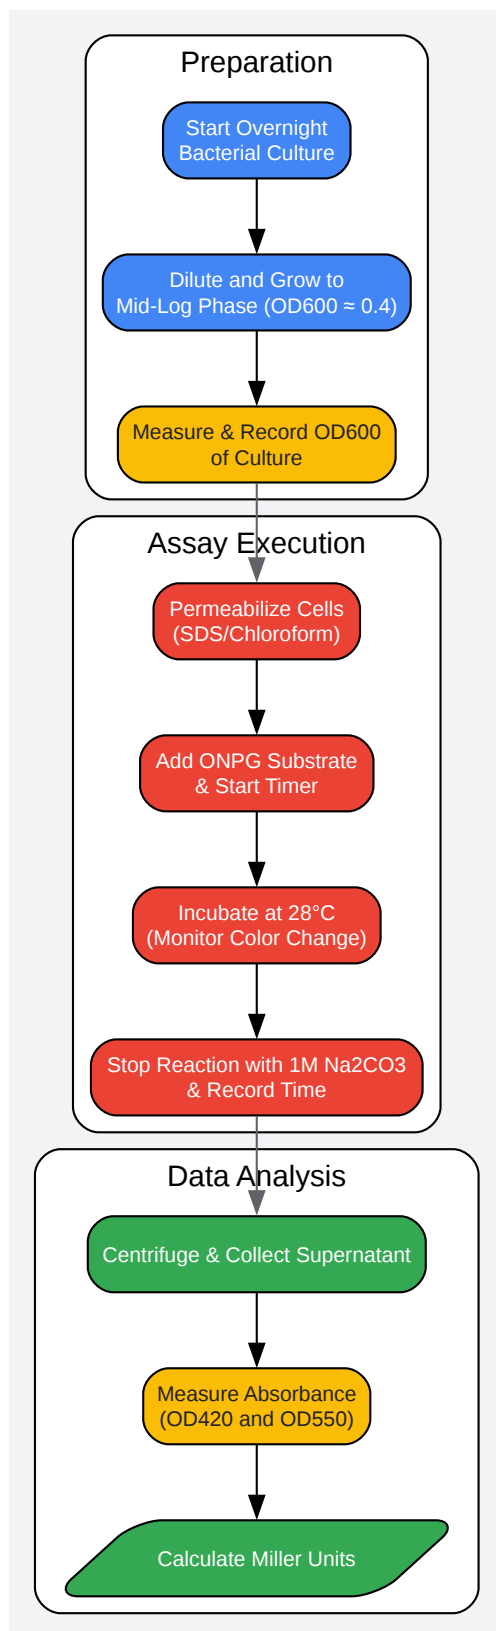 Preparation
Start Overnight
Bacterial Culture
Dilute and Grow to
Mid-Log Phase (OD600 ≈ 0.4)
Measure & Record OD600
of Culture
Assay Execution
Permeabilize Cells
(SDS/Chloroform)
Add ONPG Substrate
& Start Timer
Incubate at 28°C
(Monitor Color Change)
Stop Reaction with 1M Na2CO3
& Record Time
Data Analysis
Centrifuge & Collect Supernatant
Measure Absorbance
(OD420 and OD550)
Calculate Miller Units